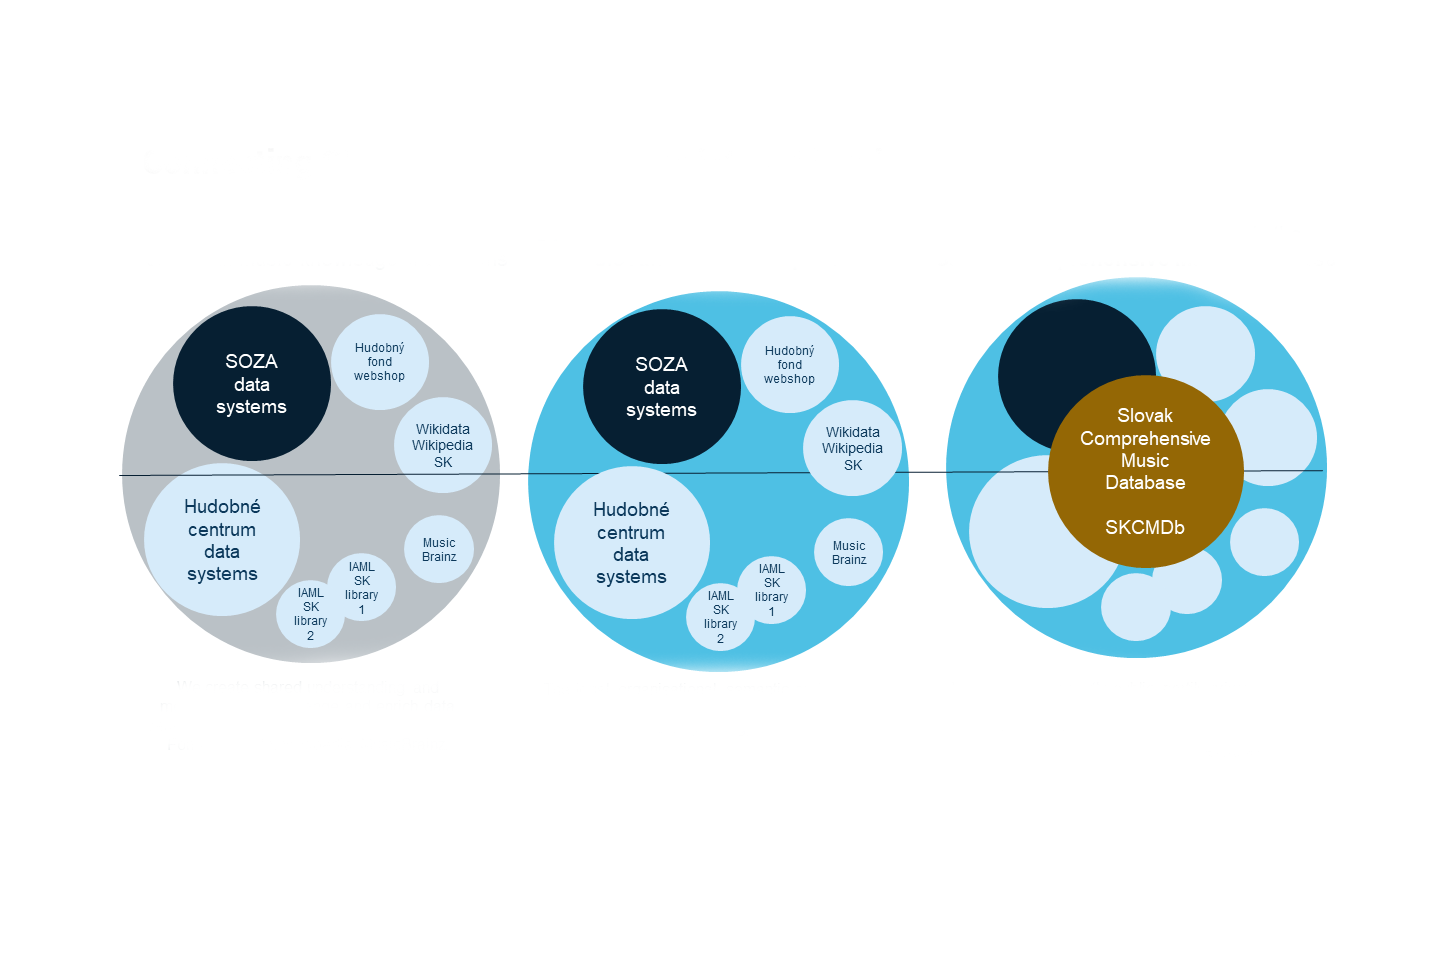 SOZA
data
systems
Hudobný
fond
webshop
Wikidata
Wikipedia
SK
Hudobné
centrum
data
systems
Music
Brainz
IAML
SK
library
1
IAML
SK
library
2
SOZA
data
systems
Hudobný
fond
webshop
Wikidata
Wikipedia
SK
Hudobné
centrum
data
systems
Music
Brainz
IAML
SK
library
1
IAML
SK
library
2
Slovak
Comprehensive
Music
Database
SKCMDb